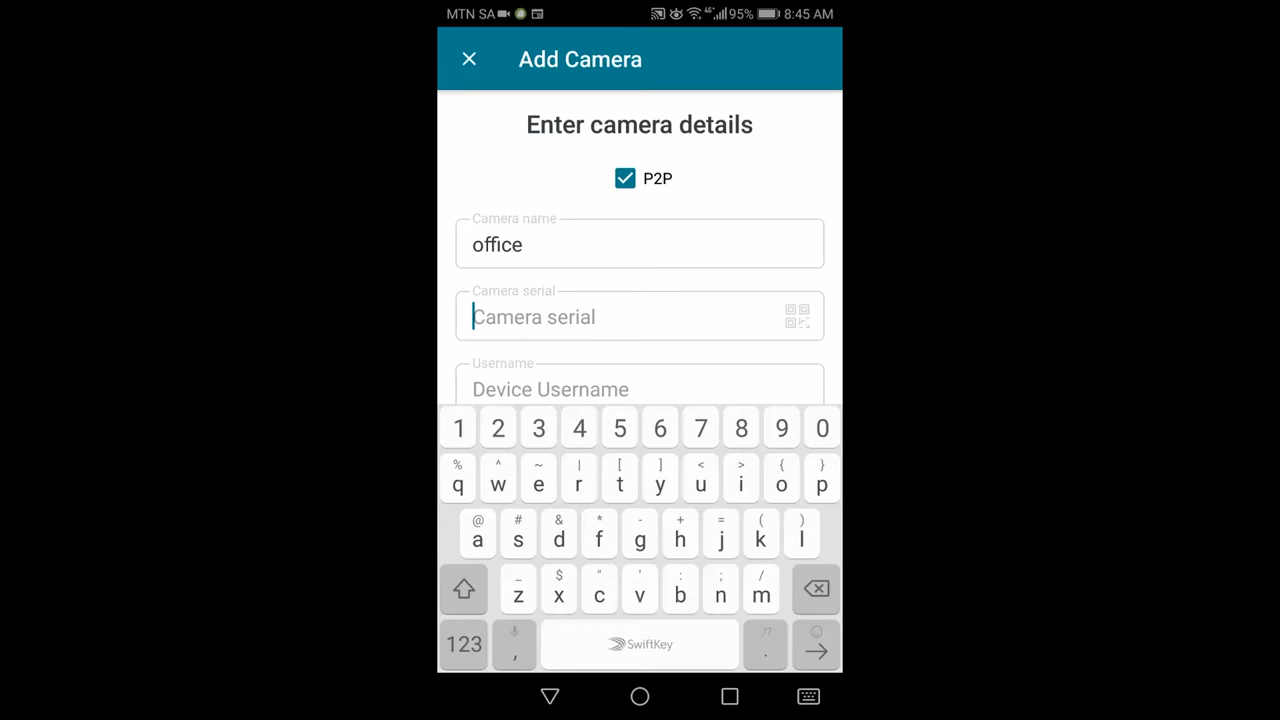 MTN SA 4G 95% 8:45 AM
Add Camera
Enter camera details
P2P
Camera name
office
Camera serial
Camera serial
Username
Device Username
1 2 3 4 5 6 7 8 9 0
% ^ ~ | [ ] < > { }
q w e r t y u i o p
@ # & * - + = ( )
a s d f g h j k l
_ $ " ' : ; /
z x c v b n m
123 , SwiftKey ,!? .